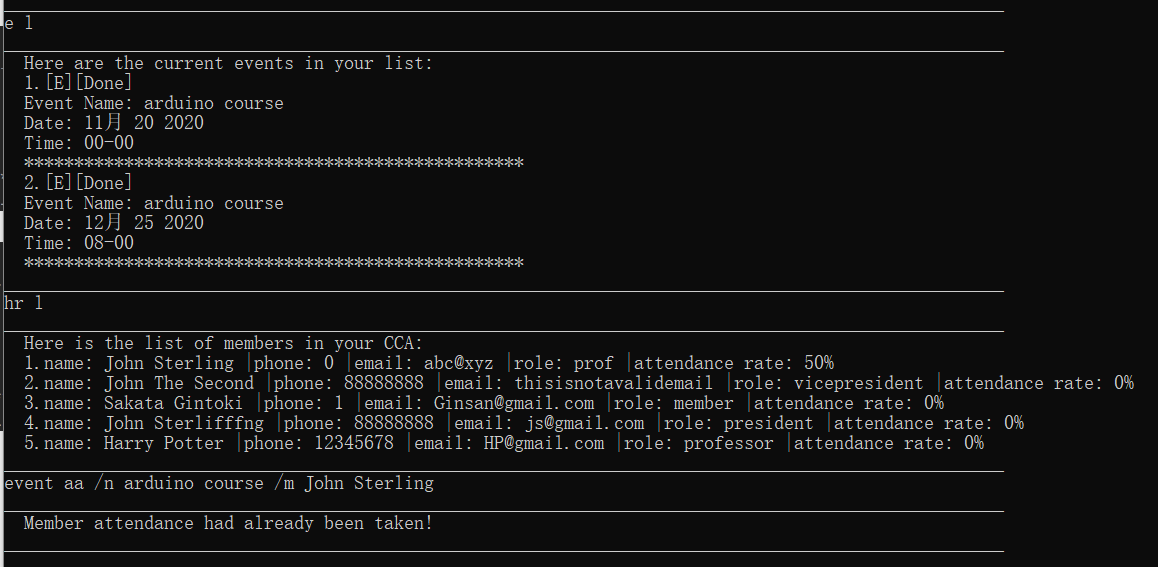 e l
Here are the current events in your list:
1.[E][Done]
Event Name: arduino course
Date: 11月 20 2020
Time: 00-00
**************************************************
2.[E][Done]
Event Name: arduino course
Date: 12月 25 2020
Time: 08-00
**************************************************
hr l
Here is the list of members in your CCA:
1.name: John Sterling |phone: 0 |email: abc@xyz |role: prof |attendance rate: 50%
2.name: John The Second |phone: 88888888 |email: thisisnotavalidemail |role: vicepresident |attendance rate: 0%
3.name: Sakata Gintoki |phone: 1 |email: Ginsan@gmail.com |role: member |attendance rate: 0%
4.name: John Sterlifffng |phone: 88888888 |email: js@gmail.com |role: president |attendance rate: 0%
5.name: Harry Potter |phone: 12345678 |email: HP@gmail.com |role: professor |attendance rate: 0%
event aa /n arduino course /m John Sterling
Member attendance had already been taken!